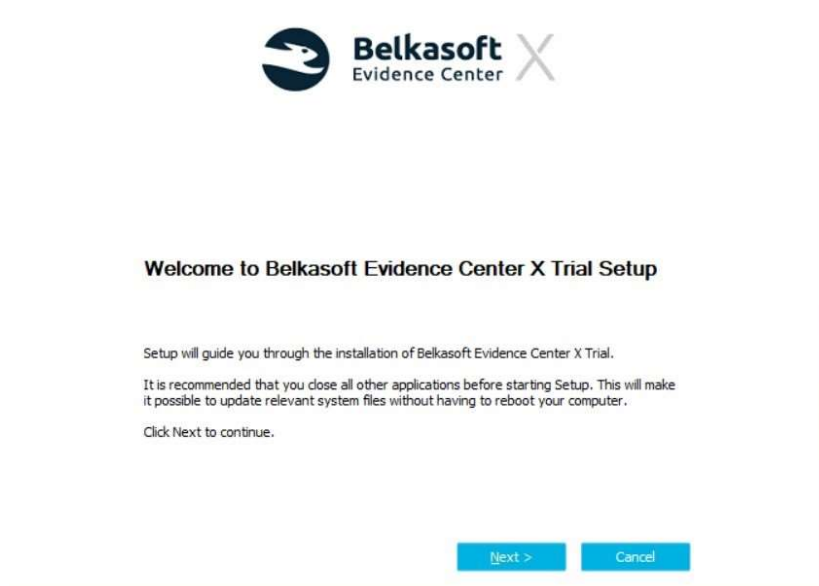 Belkasoft X
Evidence Center
Welcome to Belkasoft Evidence Center X Trial Setup
Setup will guide you through the installation of Belkasoft Evidence Center X Trial.
It is recommended that you close all other applications before starting Setup. This will make
it possible to update relevant system files without having to reboot your computer.
Click Next to continue.
Next > Cancel